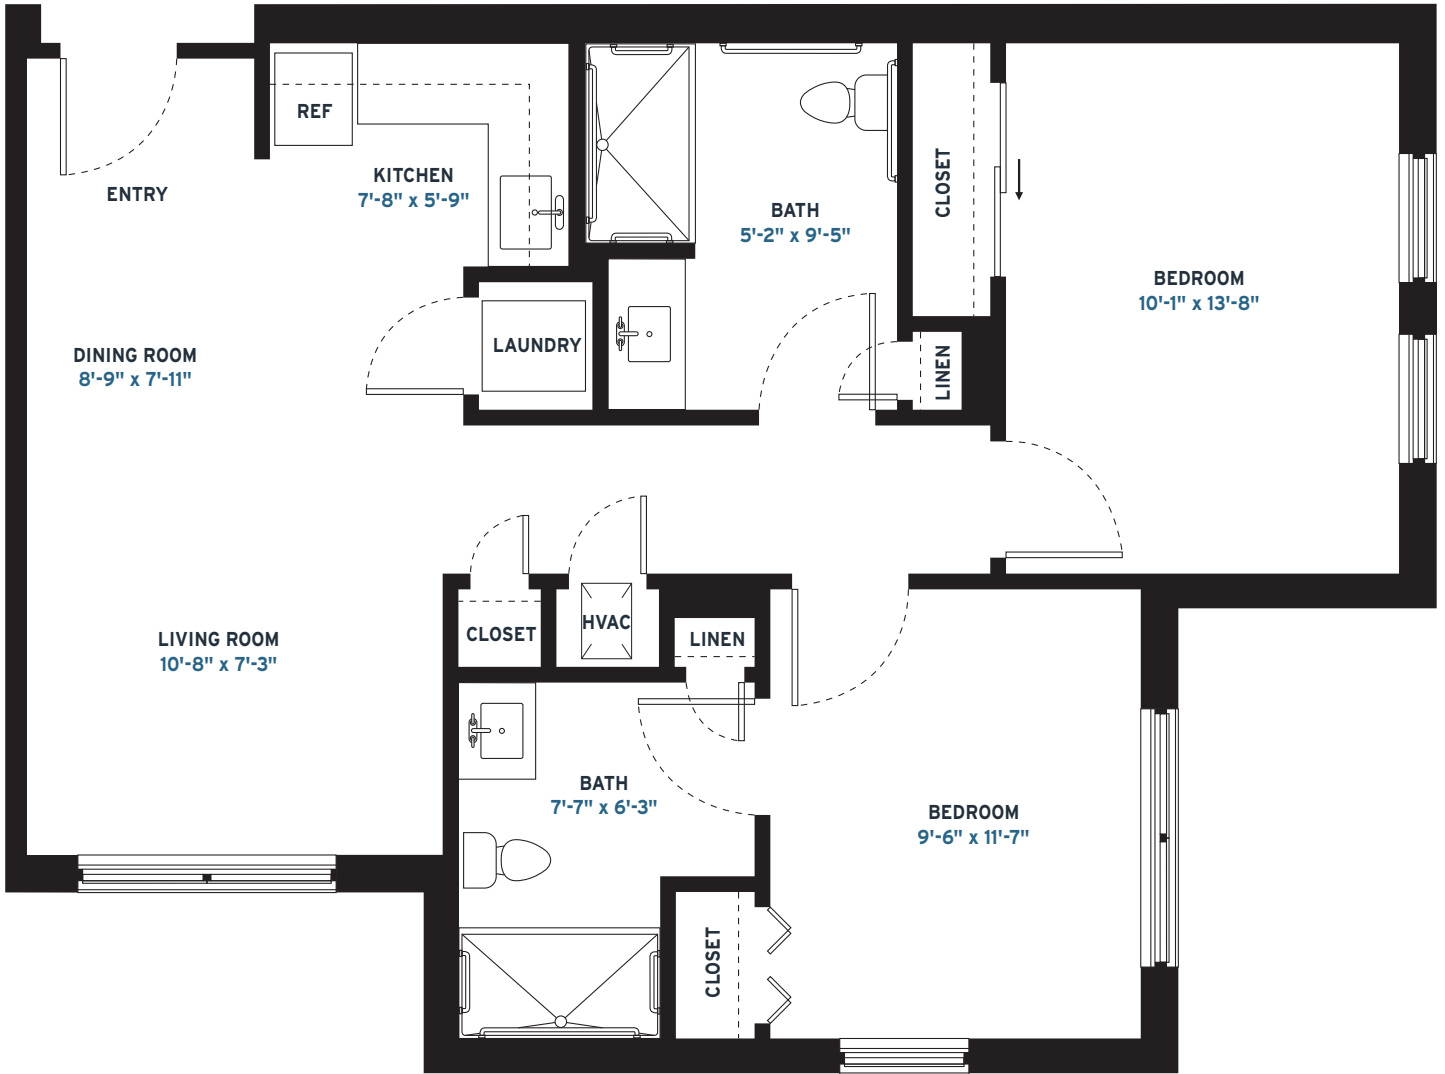 REF
KITCHEN
7'-8" x 5'-9"
ENTRY
BATH
5'-2" x 9'-5"
CLOSET
BEDROOM
10'-1" x 13'-8"
LAUNDRY
LINEN
DINING ROOM
8'-9" x 7'-11"
LIVING ROOM
10'-8" x 7'-3"
CLOSET
HVAC
LINEN
BATH
7'-7" x 6'-3"
BEDROOM
9'-6" x 11'-7"
CLOSET